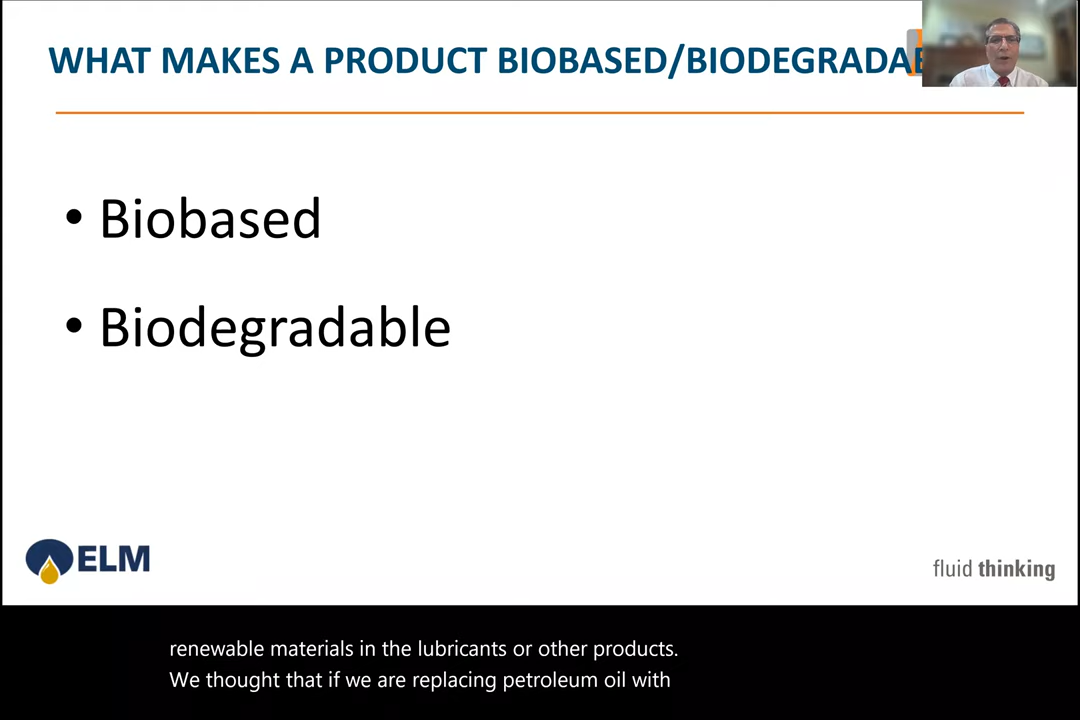 WHAT MAKES A PRODUCT BIOBASED/BIODEGRADAB
• Biobased
• Biodegradable
ELM
fluid thinking
renewable materials in the lubricants or other products.
We thought that if we are replacing petroleum oil with